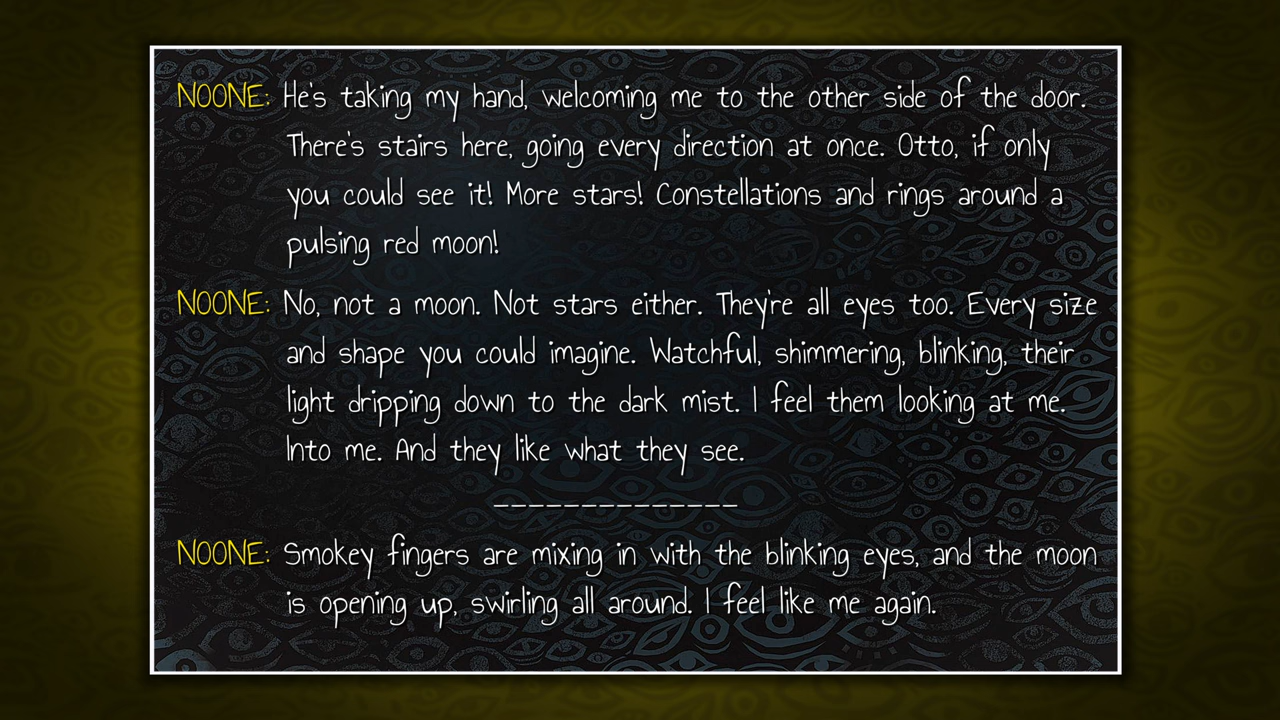 NOONE: He's taking my hand, welcoming me to the other side of the door.
There's stairs here, going every direction at once. Otto, if only
you could see it! More stars! Constellations and rings around a
pulsing red moon!
NOONE: No, not a moon. Not stars either. They're all eyes too. Every size
and shape you could imagine. Watchful, shimmering, blinking, their
light dripping down to the dark mist. I feel them looking at me.
Into me. And they like what they see.
--------------
NOONE: Smokey fingers are mixing in with the blinking eyes, and the moon
is opening up, swirling all around. I feel like me again.